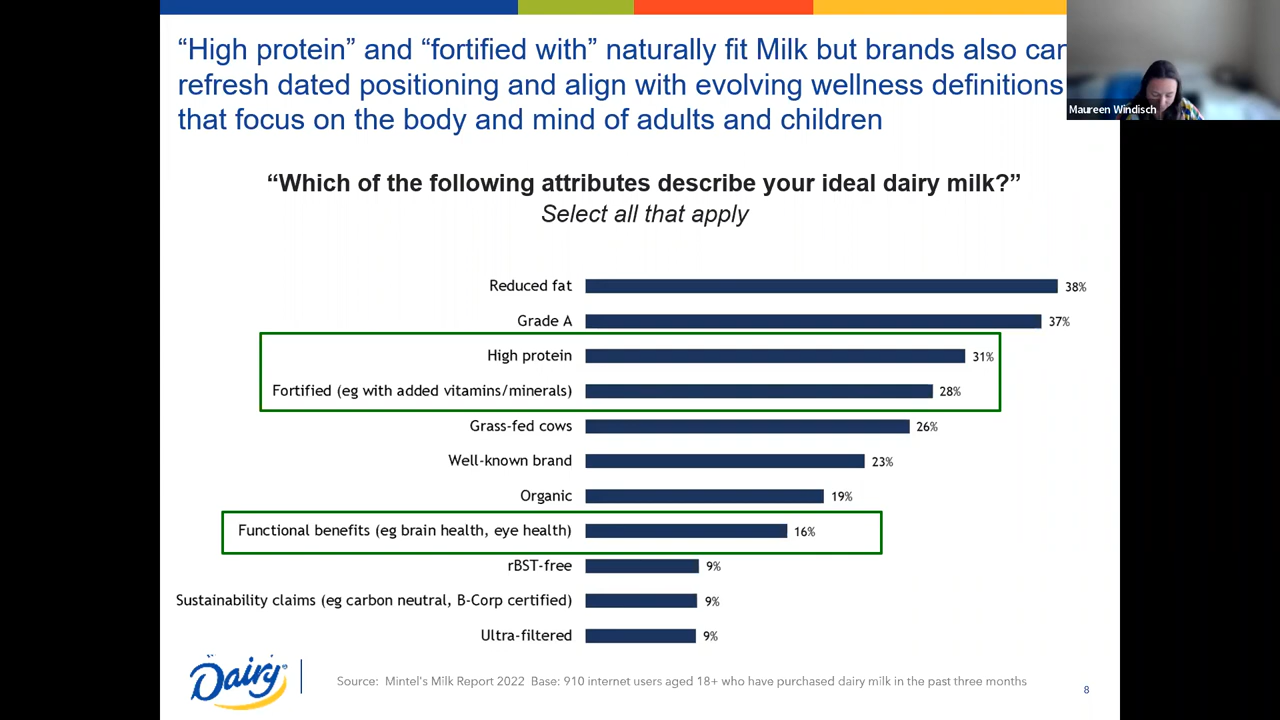 “High protein” and “fortified with” naturally fit Milk but brands also can
refresh dated positioning and align with evolving wellness definitions
that focus on the body and mind of adults and children
Maureen Windisch
“Which of the following attributes describe your ideal dairy milk?”
Select all that apply
Reduced fat 38%
Grade A 37%
High protein 31%
Fortified (eg with added vitamins/minerals) 28%
Grass-fed cows 26%
Well-known brand 23%
Organic 19%
Functional benefits (eg brain health, eye health) 16%
rBST-free 9%
Sustainability claims (eg carbon neutral, B-Corp certified) 9%
Ultra-filtered 9%
Dairy®
Source: Mintel's Milk Report 2022 Base: 910 internet users aged 18+ who have purchased dairy milk in the past three months
8